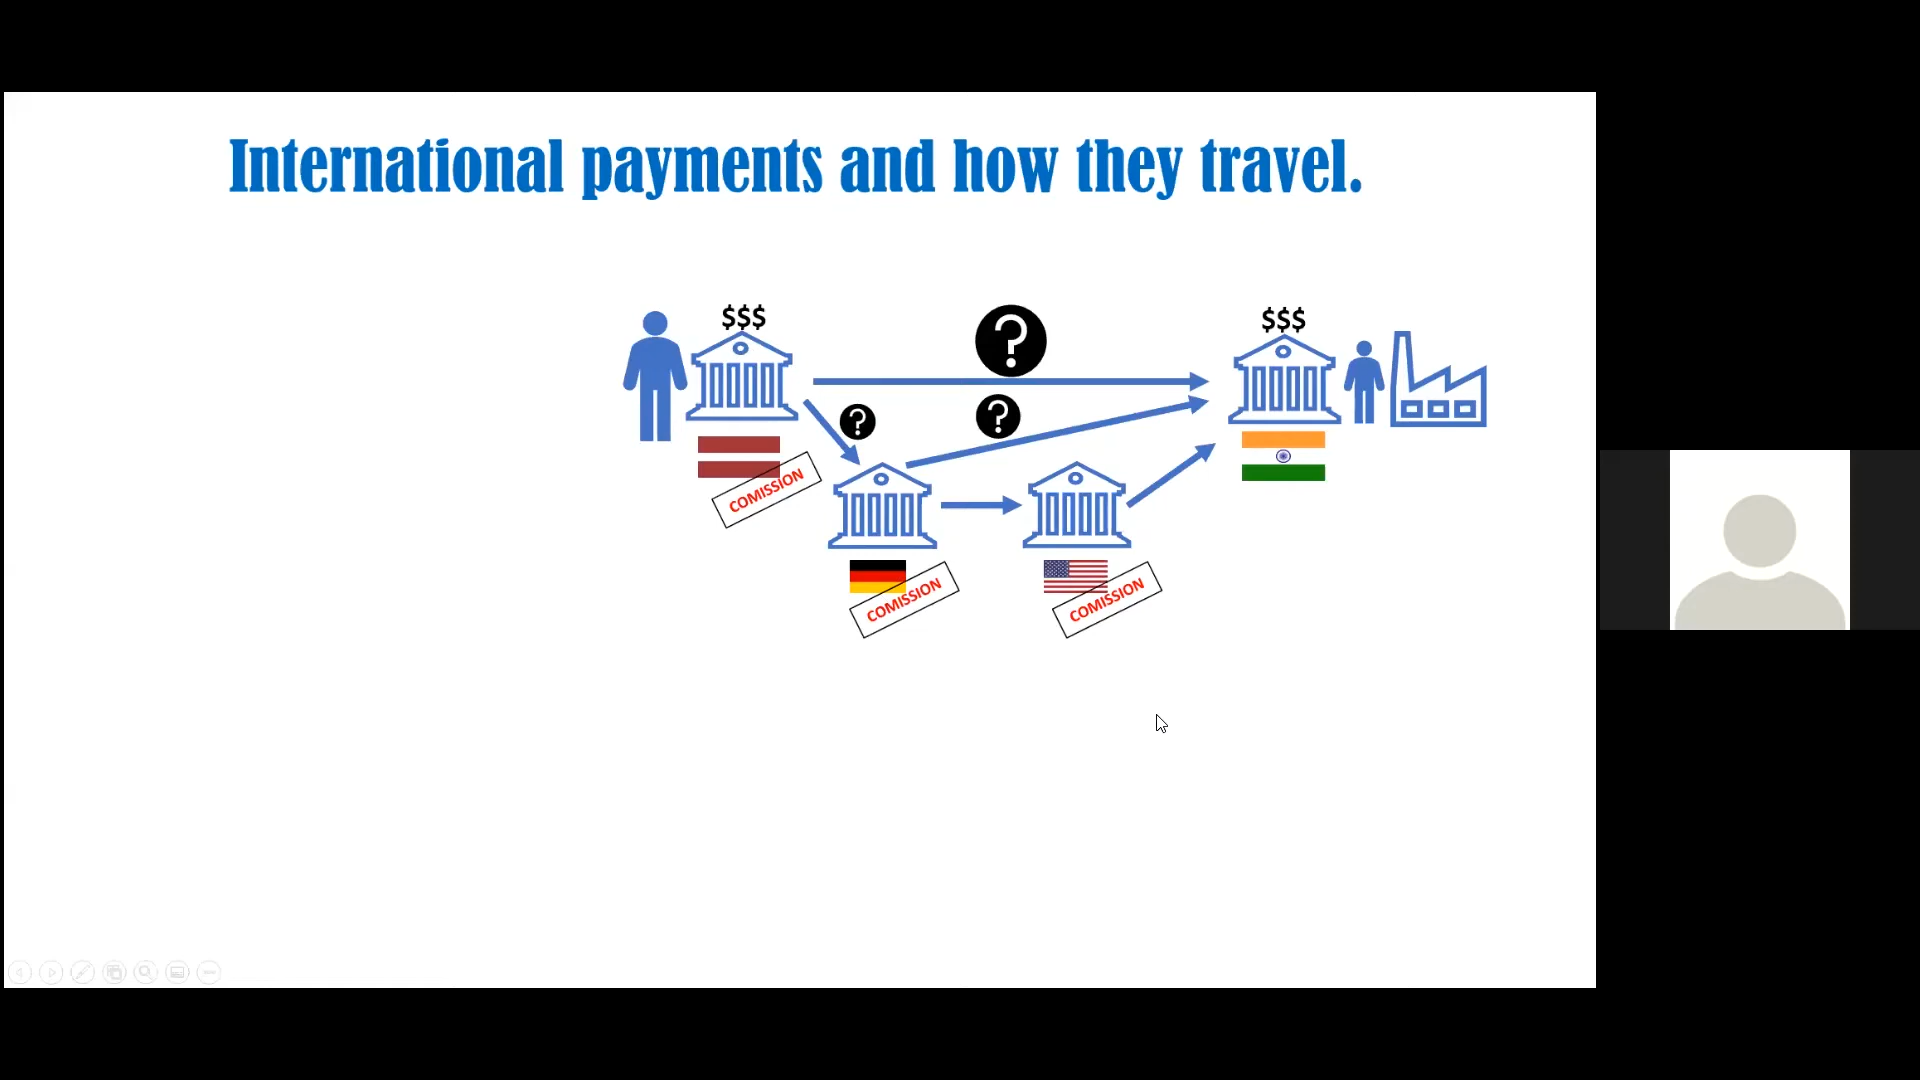 International payments and how they travel.
$$$
$$$
?
?
?
COMISSION
COMISSION
COMISSION